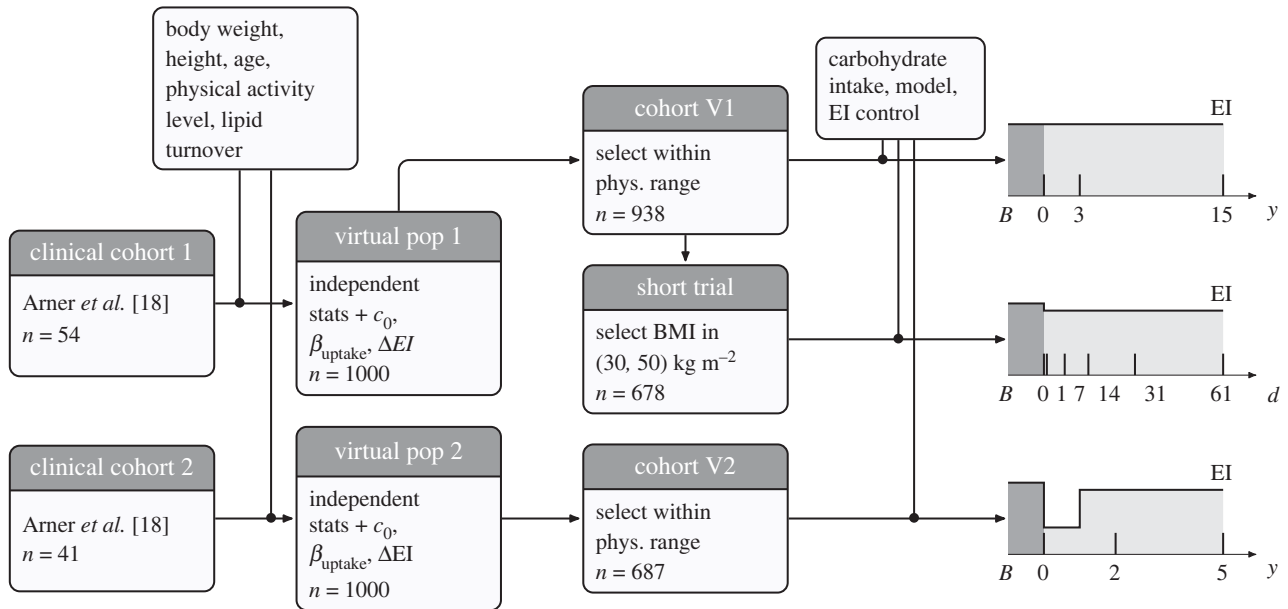 body weight,
height, age,
physical activity
level, lipid
turnover
clinical cohort 1
Arner et al. [18]
n = 54
virtual pop 1
independent
stats + c₀,
β_uptake, ΔEI
n = 1000
cohort V1
select within
phys. range
n = 938
short trial
select BMI in
(30, 50) kg m⁻²
n = 678
carbohydrate
intake, model,
EI control
EI
B 0 3 15 y
EI
B 0 1 7 14 31 61 d
clinical cohort 2
Arner et al. [18]
n = 41
virtual pop 2
independent
stats + c₀,
β_uptake, ΔEI
n = 1000
cohort V2
select within
phys. range
n = 687
EI
B 0 2 5 y